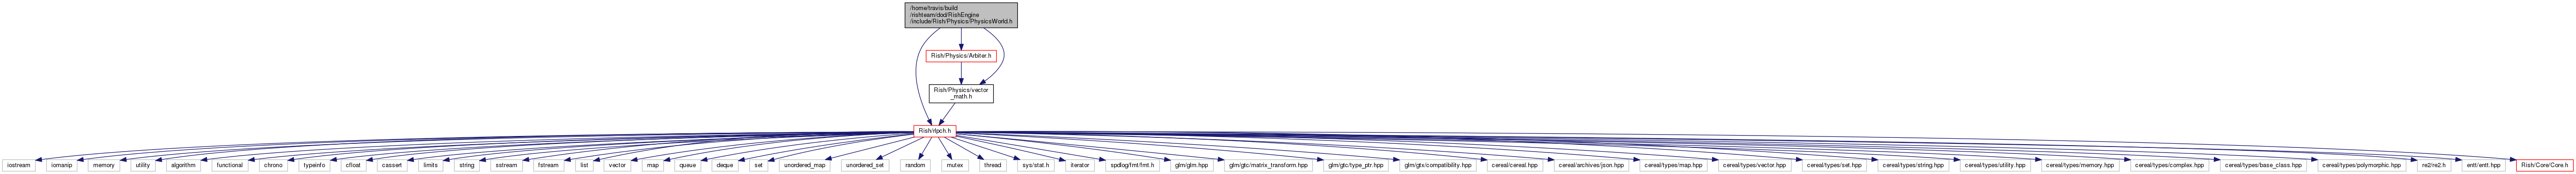 /home/travis/build
/rishteam/dod/RishEngine
/include/Rish/Physics/PhysicsWorld.h
Rish/Physics/Arbiter.h
Rish/Physics/vector
_math.h
Rish/rlpch.h
iostream
iomanip
memory
utility
algorithm
functional
chrono
typeinfo
cfloat
cassert
limits
string
sstream
fstream
list
vector
map
queue
deque
set
unordered_map
unordered_set
random
mutex
thread
sys/stat.h
iterator
spdlog/fmt/fmt.h
glm/glm.hpp
glm/gtc/matrix_transform.hpp
glm/gtc/type_ptr.hpp
glm/gtx/compatibility.hpp
cereal/cereal.hpp
cereal/archives/json.hpp
cereal/types/map.hpp
cereal/types/vector.hpp
cereal/types/set.hpp
cereal/types/string.hpp
cereal/types/utility.hpp
cereal/types/memory.hpp
cereal/types/complex.hpp
cereal/types/base_class.hpp
cereal/types/polymorphic.hpp
re2/re2.h
entt/entt.hpp
Rish/Core/Core.h